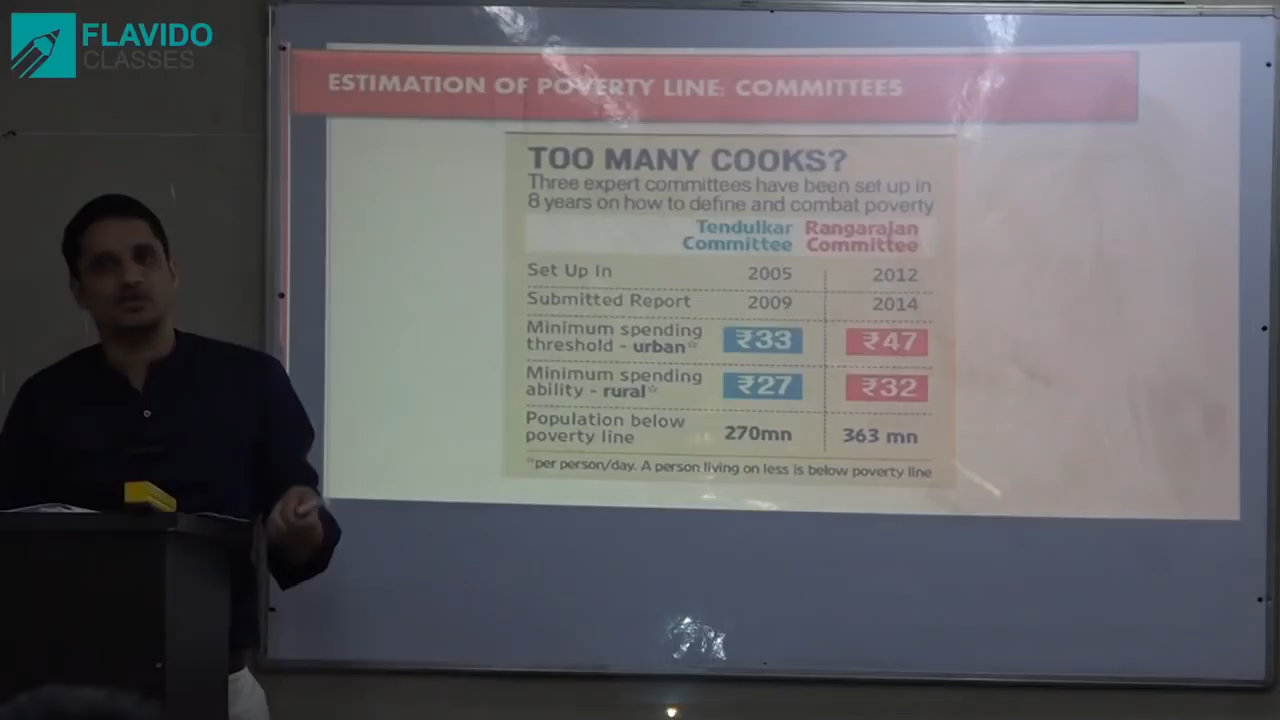 FLAVIDO
CLASSES
ESTIMATION OF POVERTY LINE: COMMITTEES
TOO MANY COOKS?
Three expert committees have been set up in
8 years on how to define and combat poverty
Tendulkar Rangarajan
Committee Committee
Set Up In 2005 2012
Submitted Report 2009 2014
Minimum spending
threshold - urban* ₹33 ₹47
Minimum spending
ability - rural* ₹27 ₹32
Population below
poverty line 270mn 363 mn
*per person/day. A person living on less is below poverty line